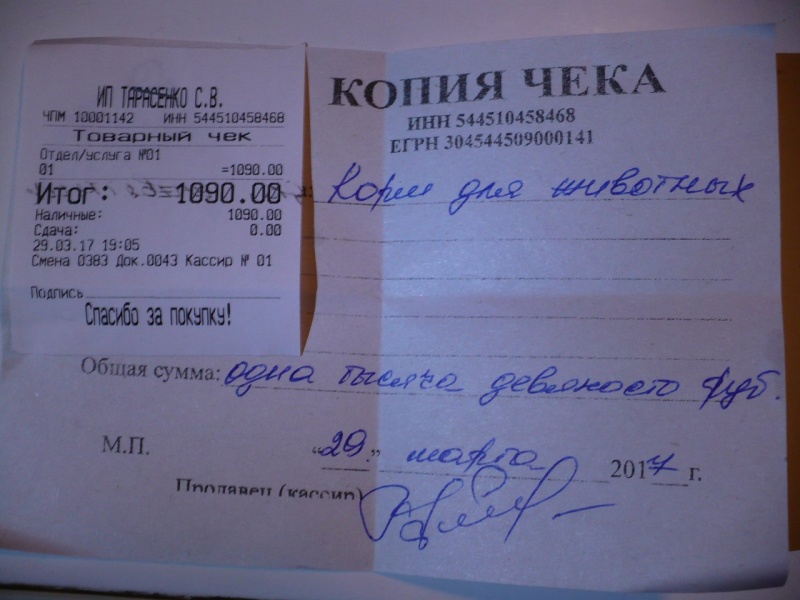 ИП ТАРАСЕНКО С.В.
ЧПМ 10001142 ИНН 544510458468
Товарный чек
Отдел/услуга №01
01 =1090.00
Итог: 1090.00
Наличные: 1090.00
Сдача: 0.00
29.03.17 19:05
Смена 0383 Док.0043 Кассир № 01
Подпись
Спасибо за покупку!
КОПИЯ ЧЕКА
ИНН 544510458468
ЕГРН 304544509000141
Корм для животных
Общая сумма: одна тысяча девяносто руб.
М.П. "29." марта 2017 г.
Продавец (кассир)